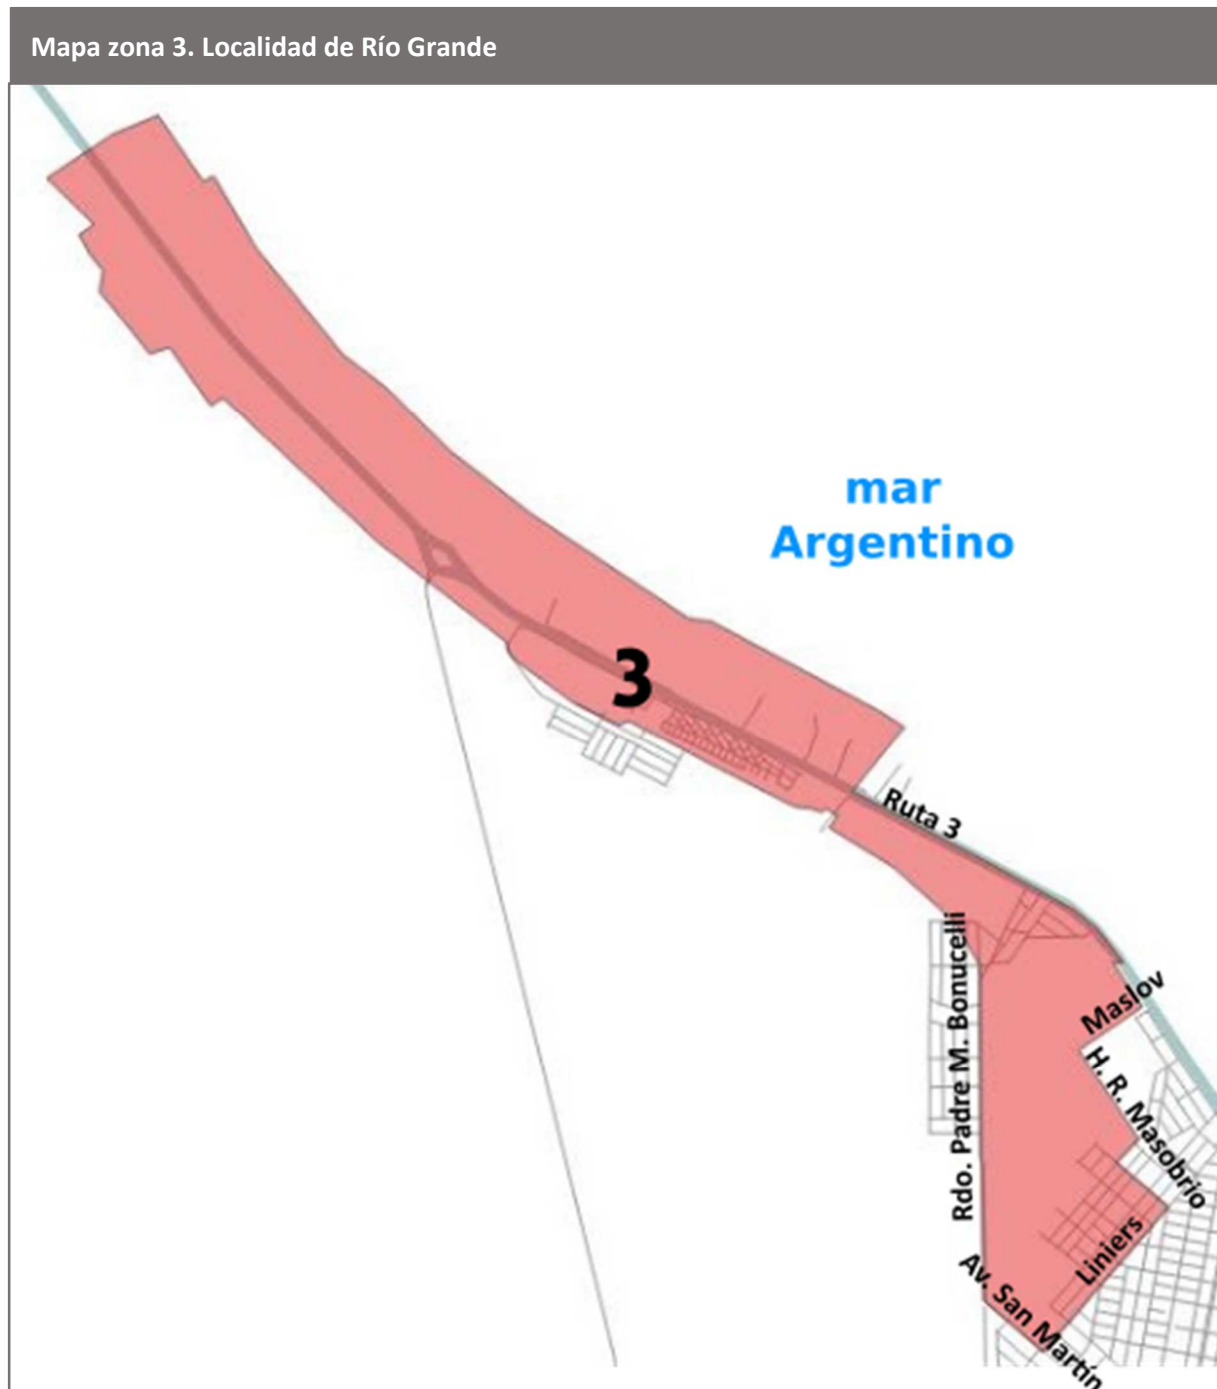 Mapa zona 3. Localidad de Río Grande
mar
Argentino
3
Ruta 3
Rdo. Padre M. Bonucelli
Maslov
H. R. Masobrio
Liniers
Av. San Martín